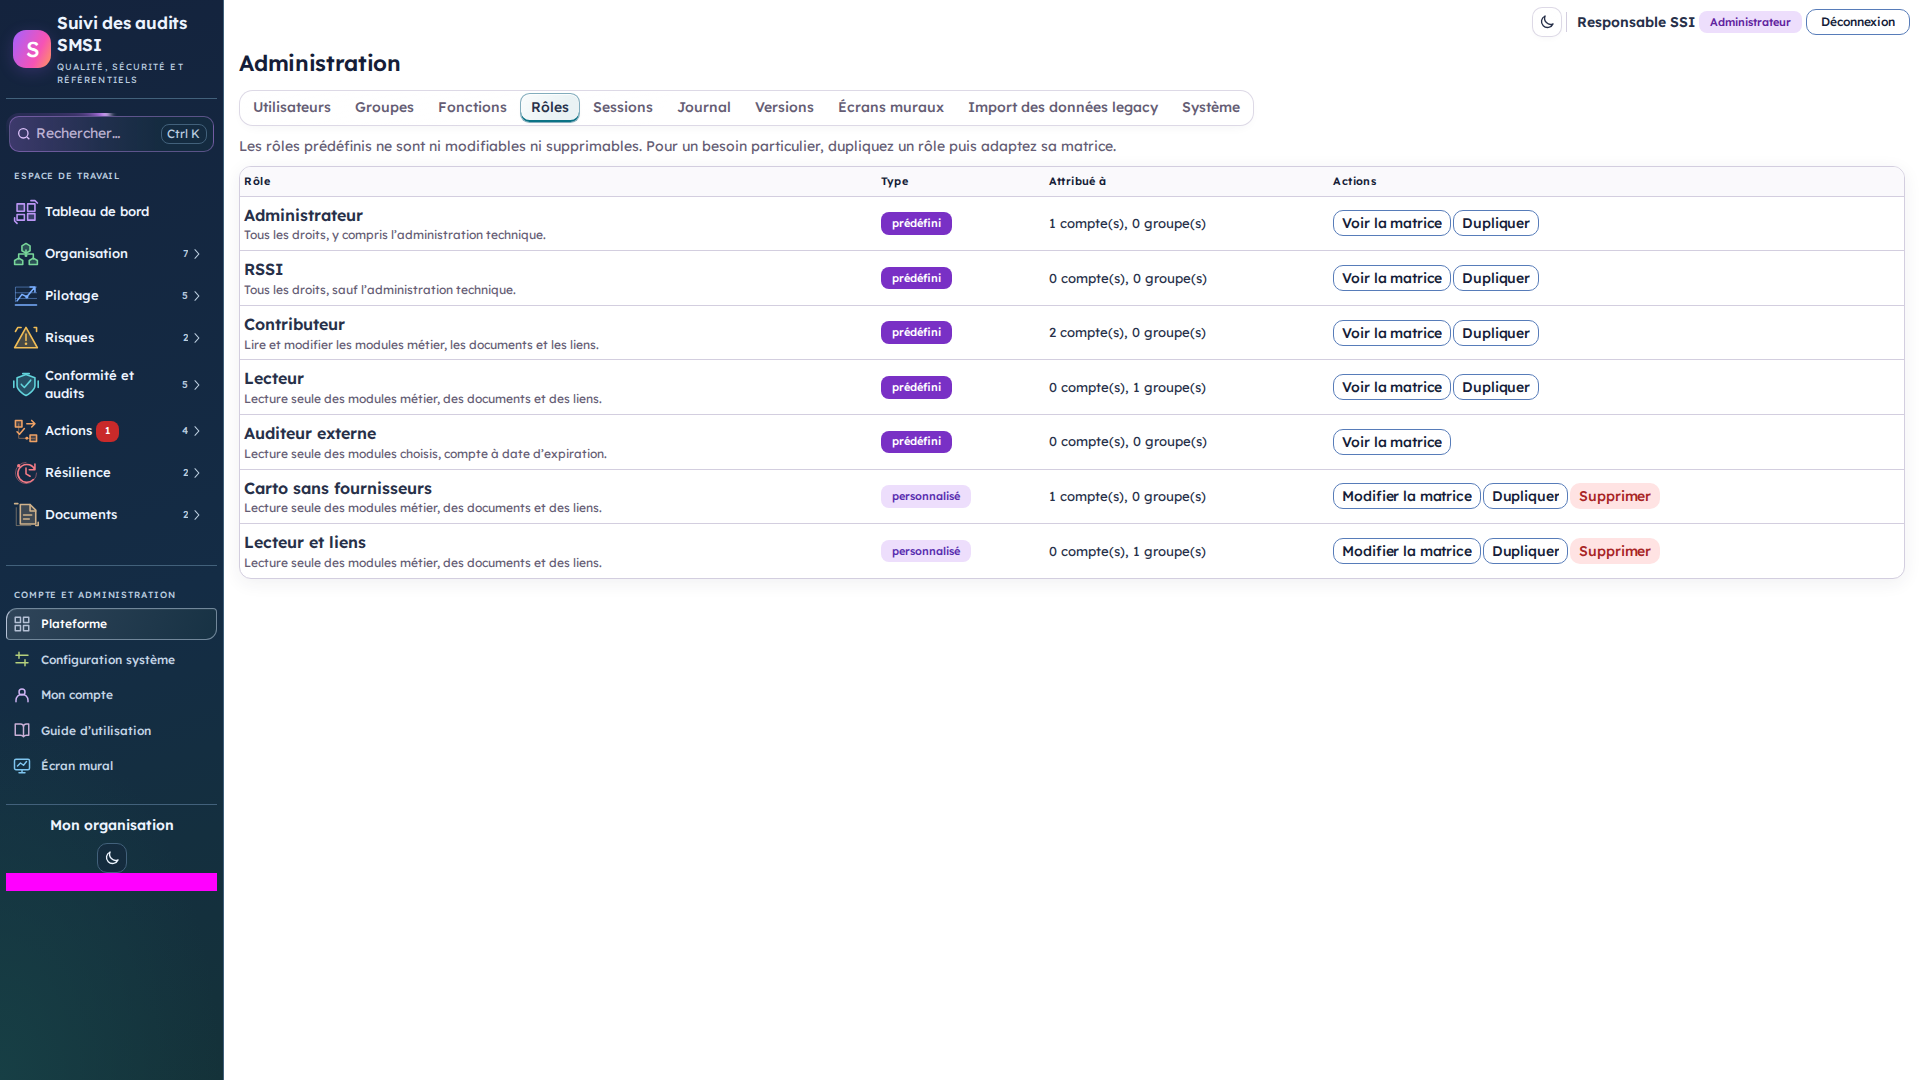 Suivi des audits
SMSI
QUALITÉ, SÉCURITÉ ET
RÉFÉRENTIELS
S
Rechercher...
Ctrl K
ESPACE DE TRAVAIL
Tableau de bord
Organisation 7
Pilotage 5
Risques 2
Conformité et
audits 5
Actions 1 4
Résilience 2
Documents 2
COMPTE ET ADMINISTRATION
Plateforme
Configuration système
Mon compte
Guide d’utilisation
Écran mural
Mon organisation
Responsable SSI Administrateur Déconnexion
Administration
Utilisateurs Groupes Fonctions Rôles Sessions Journal Versions Écrans muraux Import des données legacy Système
Les rôles prédéfinis ne sont ni modifiables ni supprimables. Pour un besoin particulier, dupliquez un rôle puis adaptez sa matrice.
Rôle Type Attribué à Actions
Administrateur
Tous les droits, y compris l’administration technique.
prédéfini 1 compte(s), 0 groupe(s) Voir la matrice Dupliquer
RSSI
Tous les droits, sauf l’administration technique.
prédéfini 0 compte(s), 0 groupe(s) Voir la matrice Dupliquer
Contributeur
Lire et modifier les modules métier, les documents et les liens.
prédéfini 2 compte(s), 0 groupe(s) Voir la matrice Dupliquer
Lecteur
Lecture seule des modules métier, des documents et des liens.
prédéfini 0 compte(s), 1 groupe(s) Voir la matrice Dupliquer
Auditeur externe
Lecture seule des modules choisis, compte à date d’expiration.
prédéfini 0 compte(s), 0 groupe(s) Voir la matrice
Carto sans fournisseurs
Lecture seule des modules métier, des documents et des liens.
personnalisé 1 compte(s), 0 groupe(s) Modifier la matrice Dupliquer Supprimer
Lecteur et liens
Lecture seule des modules métier, des documents et des liens.
personnalisé 0 compte(s), 1 groupe(s) Modifier la matrice Dupliquer Supprimer